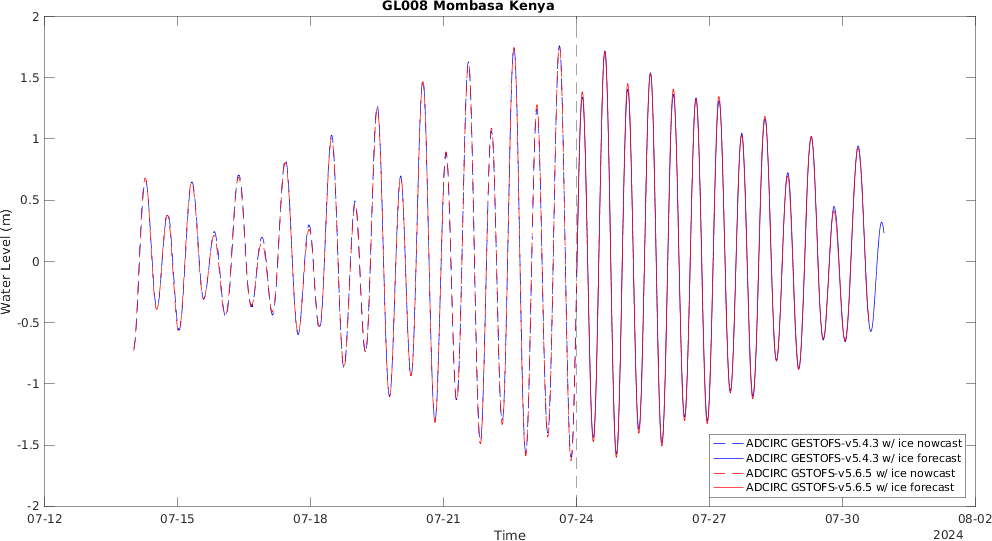 GL008 Mombasa Kenya
2
1.5
1
0.5
0
-0.5
-1
-1.5
-2
Water Level (m)
07-12
07-15
07-18
07-21
07-24
07-27
07-30
08-02
Time
2024
ADCIRC GESTOFS-v5.4.3 w/ ice nowcast
ADCIRC GESTOFS-v5.4.3 w/ ice forecast
ADCIRC GSTOFS-v5.6.5 w/ ice nowcast
ADCIRC GSTOFS-v5.6.5 w/ ice forecast